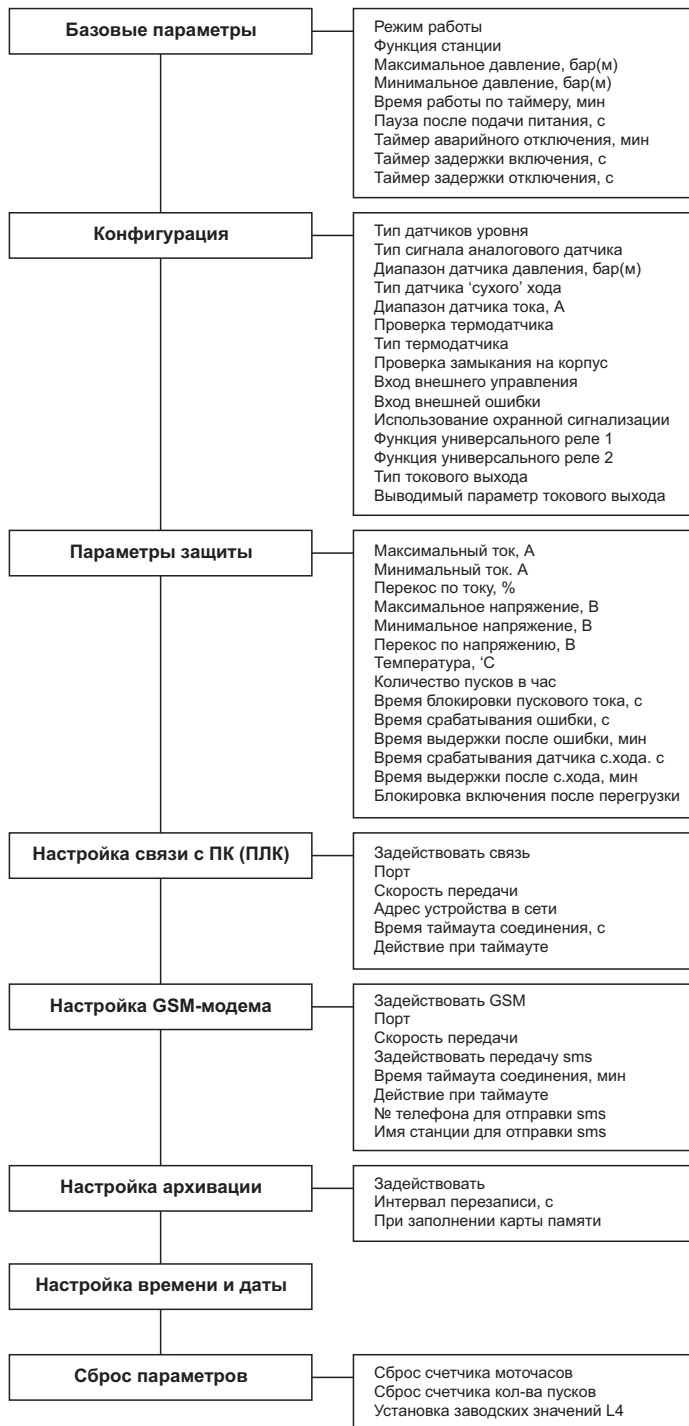 Базовые параметры
Режим работы
Функция станции
Максимальное давление, бар(м)
Минимальное давление, бар(м)
Время работы по таймеру, мин
Пауза после подачи питания, с
Таймер аварийного отключения, мин
Таймер задержки включения, с
Таймер задержки отключения, с
Конфигурация
Тип датчиков уровня
Тип сигнала аналогового датчика
Диапазон датчика давления, бар(м)
Тип датчика ‘сухого’ хода
Диапазон датчика тока, А
Проверка термодатчика
Тип термодатчика
Проверка замыкания на корпус
Вход внешнего управления
Вход внешней ошибки
Использование охранной сигнализации
Функция универсального реле 1
Функция универсального реле 2
Тип токового выхода
Выводимый параметр токового выхода
Параметры защиты
Максимальный ток, А
Минимальный ток. А
Перекос по току, %
Максимальное напряжение, В
Минимальное напряжение, В
Перекос по напряжению, В
Температура, ‘С
Количество пусков в час
Время блокировки пускового тока, с
Время срабатывания ошибки, с
Время выдержки после ошибки, мин
Время срабатывания датчика с.хода. с
Время выдержки после с.хода, мин
Блокировка включения после перегрузки
Настройка связи с ПК (ПЛК)
Задействовать связь
Порт
Скорость передачи
Адрес устройства в сети
Время таймаута соединения, с
Действие при таймауте
Настройка GSM-модема
Задействовать GSM
Порт
Скорость передачи
Задействовать передачу sms
Время таймаута соединения, мин
Действие при таймауте
№ телефона для отправки sms
Имя станции для отправки sms
Настройка архивации
Задействовать
Интервал перезаписи, с
При заполнении карты памяти
Настройка времени и даты
Сброс параметров
Сброс счетчика моточасов
Сброс счетчика кол-ва пусков
Установка заводских значений L4